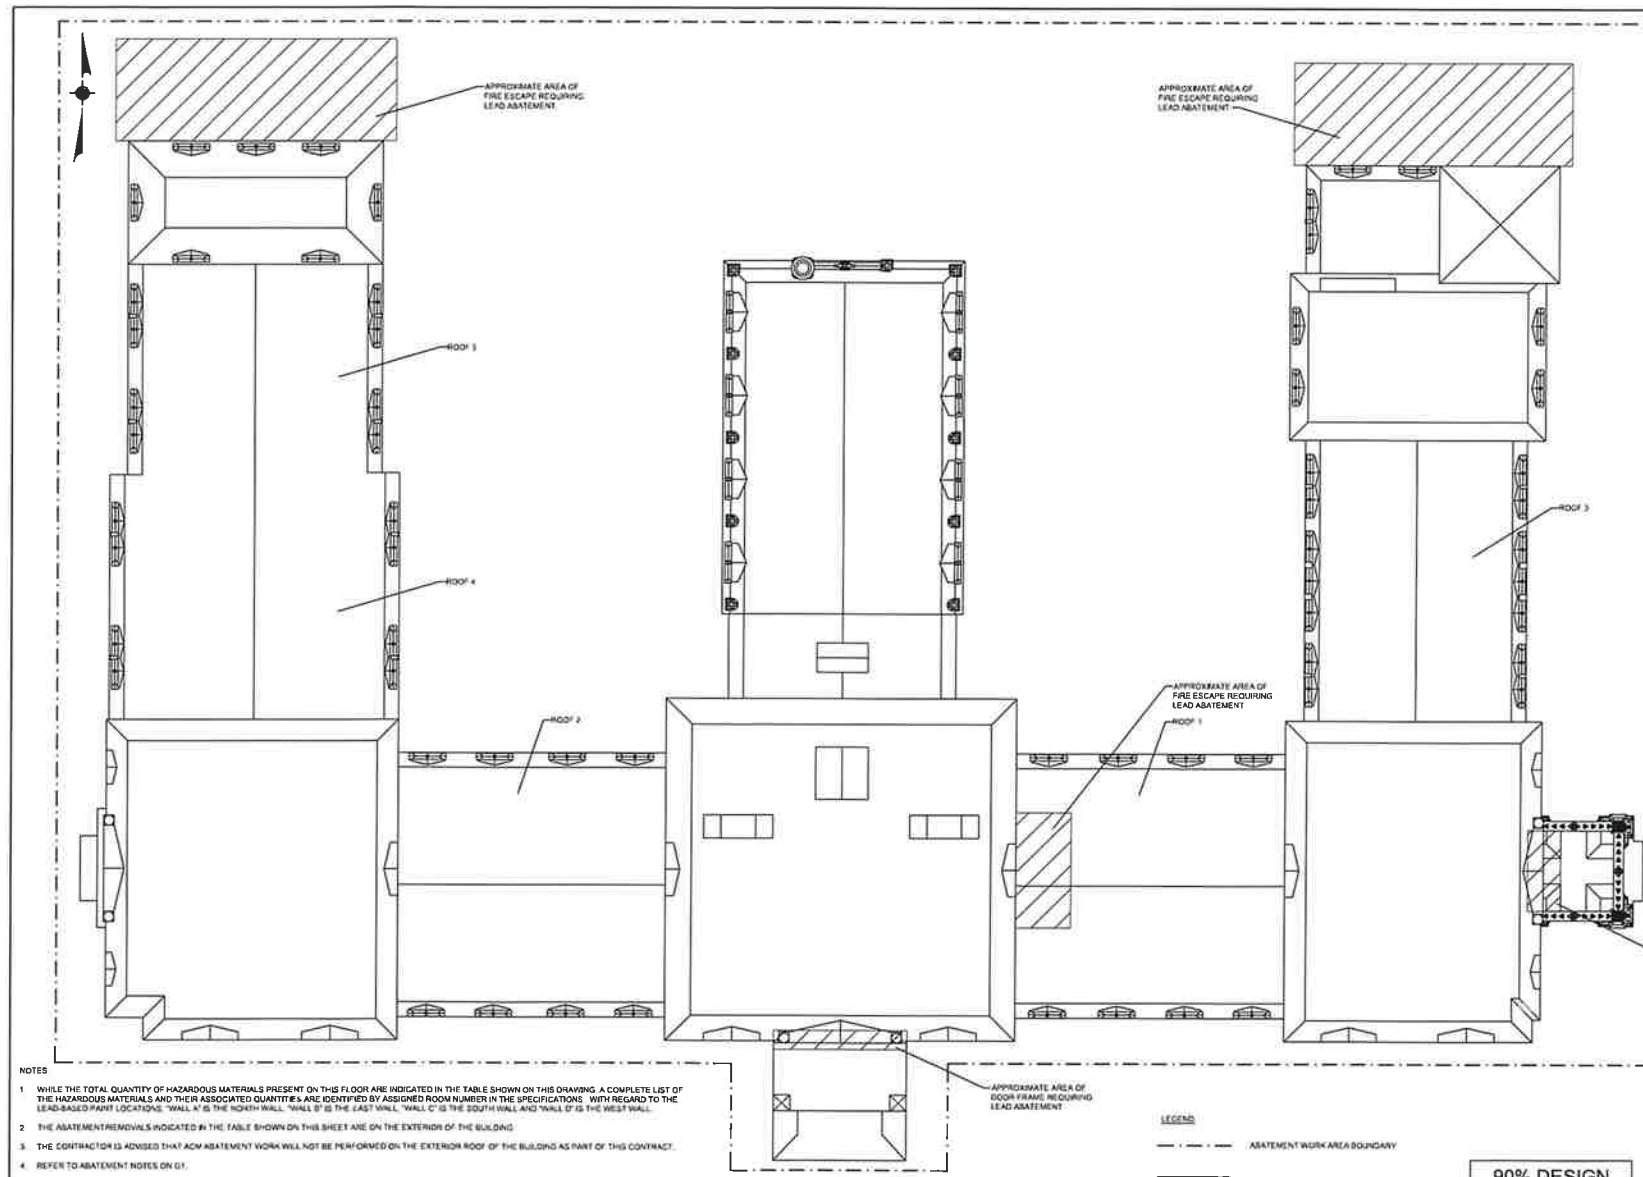 APPROXIMATE AREA OF
FIRE ESCAPE REQUIRING
LEAD ABATEMENT
APPROXIMATE AREA OF
FIRE ESCAPE REQUIRING
LEAD ABATEMENT
ROOF 3
ROOF 3
ROOF 4
APPROXIMATE AREA OF
FIRE ESCAPE REQUIRING
LEAD ABATEMENT
ROOF 2
ROOF 1
NOTES
1 WHILE THE TOTAL QUANTITY OF HAZARDOUS MATERIALS PRESENT ON THIS FLOOR ARE INDICATED IN THE TABLE SHOWN ON THIS DRAWING, A COMPLETE LIST OF
THE HAZARDOUS MATERIALS AND THEIR ASSOCIATED QUANTITIES ARE IDENTIFIED BY ASSIGNED ROOM NUMBER IN THE SPECIFICATIONS. WITH REGARD TO THE
LEAD-BASED PAINT LOCATIONS, "WALL A" IS THE NORTH WALL, "WALL B" IS THE EAST WALL, "WALL C" IS THE SOUTH WALL AND "WALL D" IS THE WEST WALL.
2 THE ABATEMENT REMOVALS INDICATED IN THE TABLE SHOWN ON THIS SHEET ARE ON THE EXTERIOR OF THE BUILDING
3 THE CONTRACTOR IS ADVISED THAT ACM ABATEMENT WORK WILL NOT BE PERFORMED ON THE EXTERIOR ROOF OF THE BUILDING AS PART OF THIS CONTRACT.
4. REFER TO ABATEMENT NOTES ON G1.
APPROXIMATE AREA OF
DOOR FRAME REQUIRING
LEAD ABATEMENT
LEGEND
ABATEMENT WORK AREA BOUNDARY
90% DESIGN